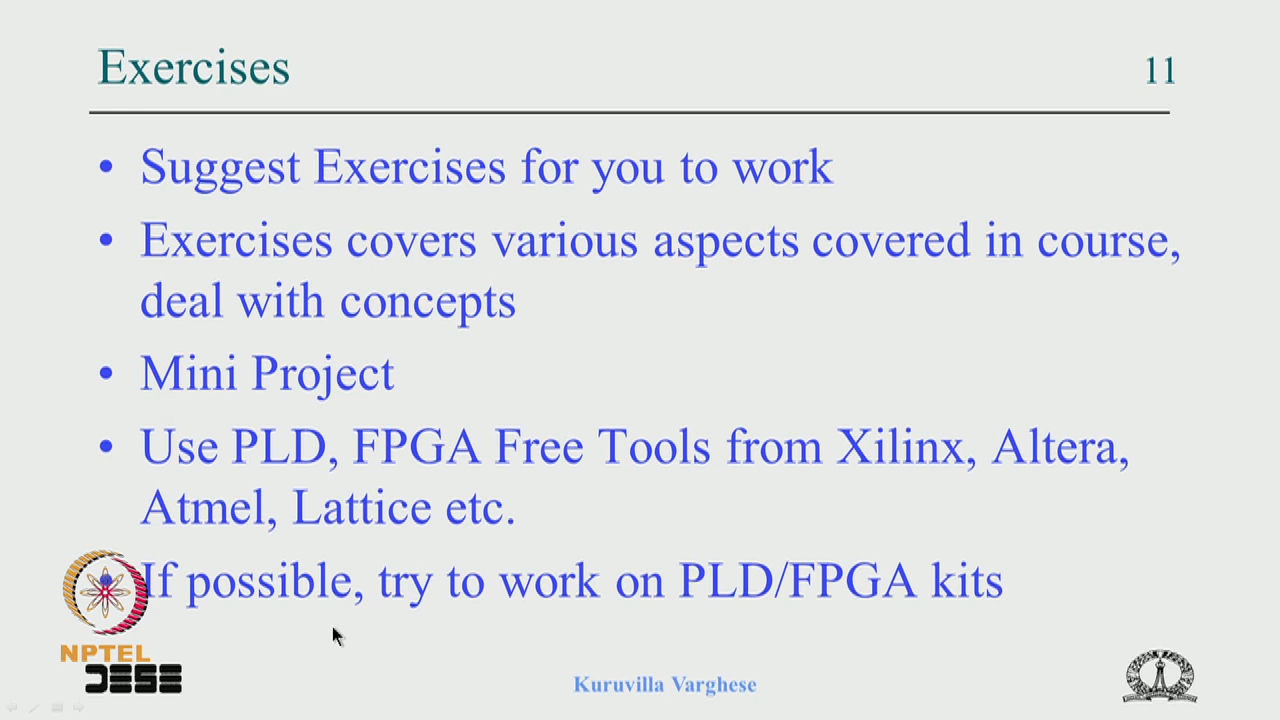 Exercises
11
• Suggest Exercises for you to work
• Exercises covers various aspects covered in course,
deal with concepts
• Mini Project
• Use PLD, FPGA Free Tools from Xilinx, Altera,
Atmel, Lattice etc.
If possible, try to work on PLD/FPGA kits
NPTEL
DESE
Kuruvilla Varghese